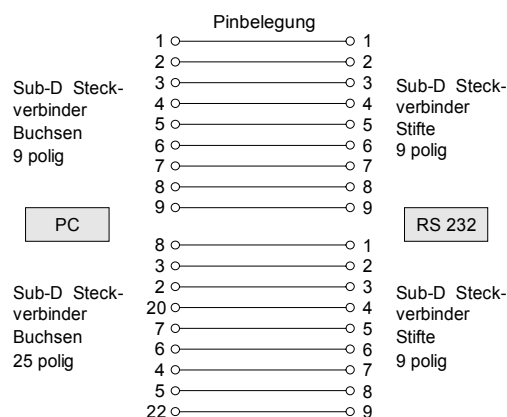 Pinbelegung
1 1
2 2
3 3
4 4
5 5
6 6
7 7
8 8
9 9
Sub-D Steck-
verbinder
Buchsen
9 polig
Sub-D Steck-
verbinder
Stifte
9 polig
PC
RS 232
8 1
3 2
2 3
20 4
7 5
6 6
4 7
5 8
22 9
Sub-D Steck-
verbinder
Buchsen
25 polig
Sub-D Steck-
verbinder
Stifte
9 polig